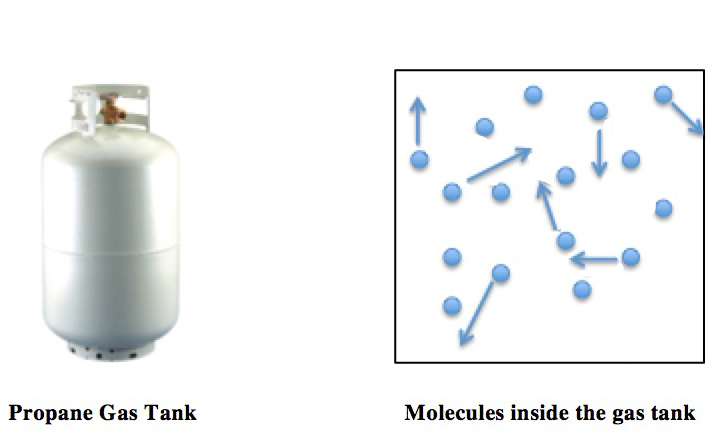 Propane Gas Tank
Molecules inside the gas tank